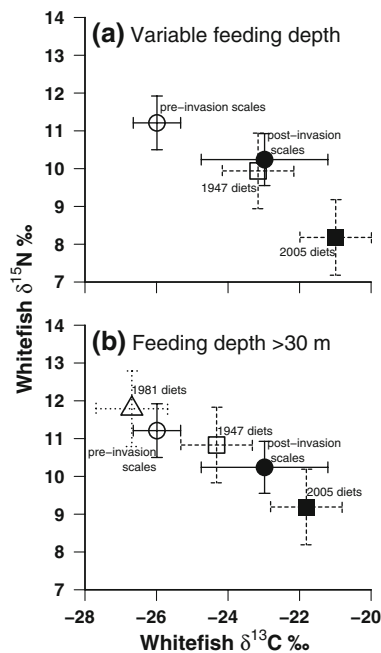 14
(a) Variable feeding depth
13
12
pre-invasion scales
11
post-invasion
scales
10
1947 diets
9
8
2005 diets
7
Whitefish δ15N ‰
14
(b) Feeding depth >30 m
13
12
1981 diets
11
1947 diets
pre-invasion
scales
post-invasion
scales
10
9
2005 diets
8
7
−28 −26 −24 −22 −20
Whitefish δ13C ‰